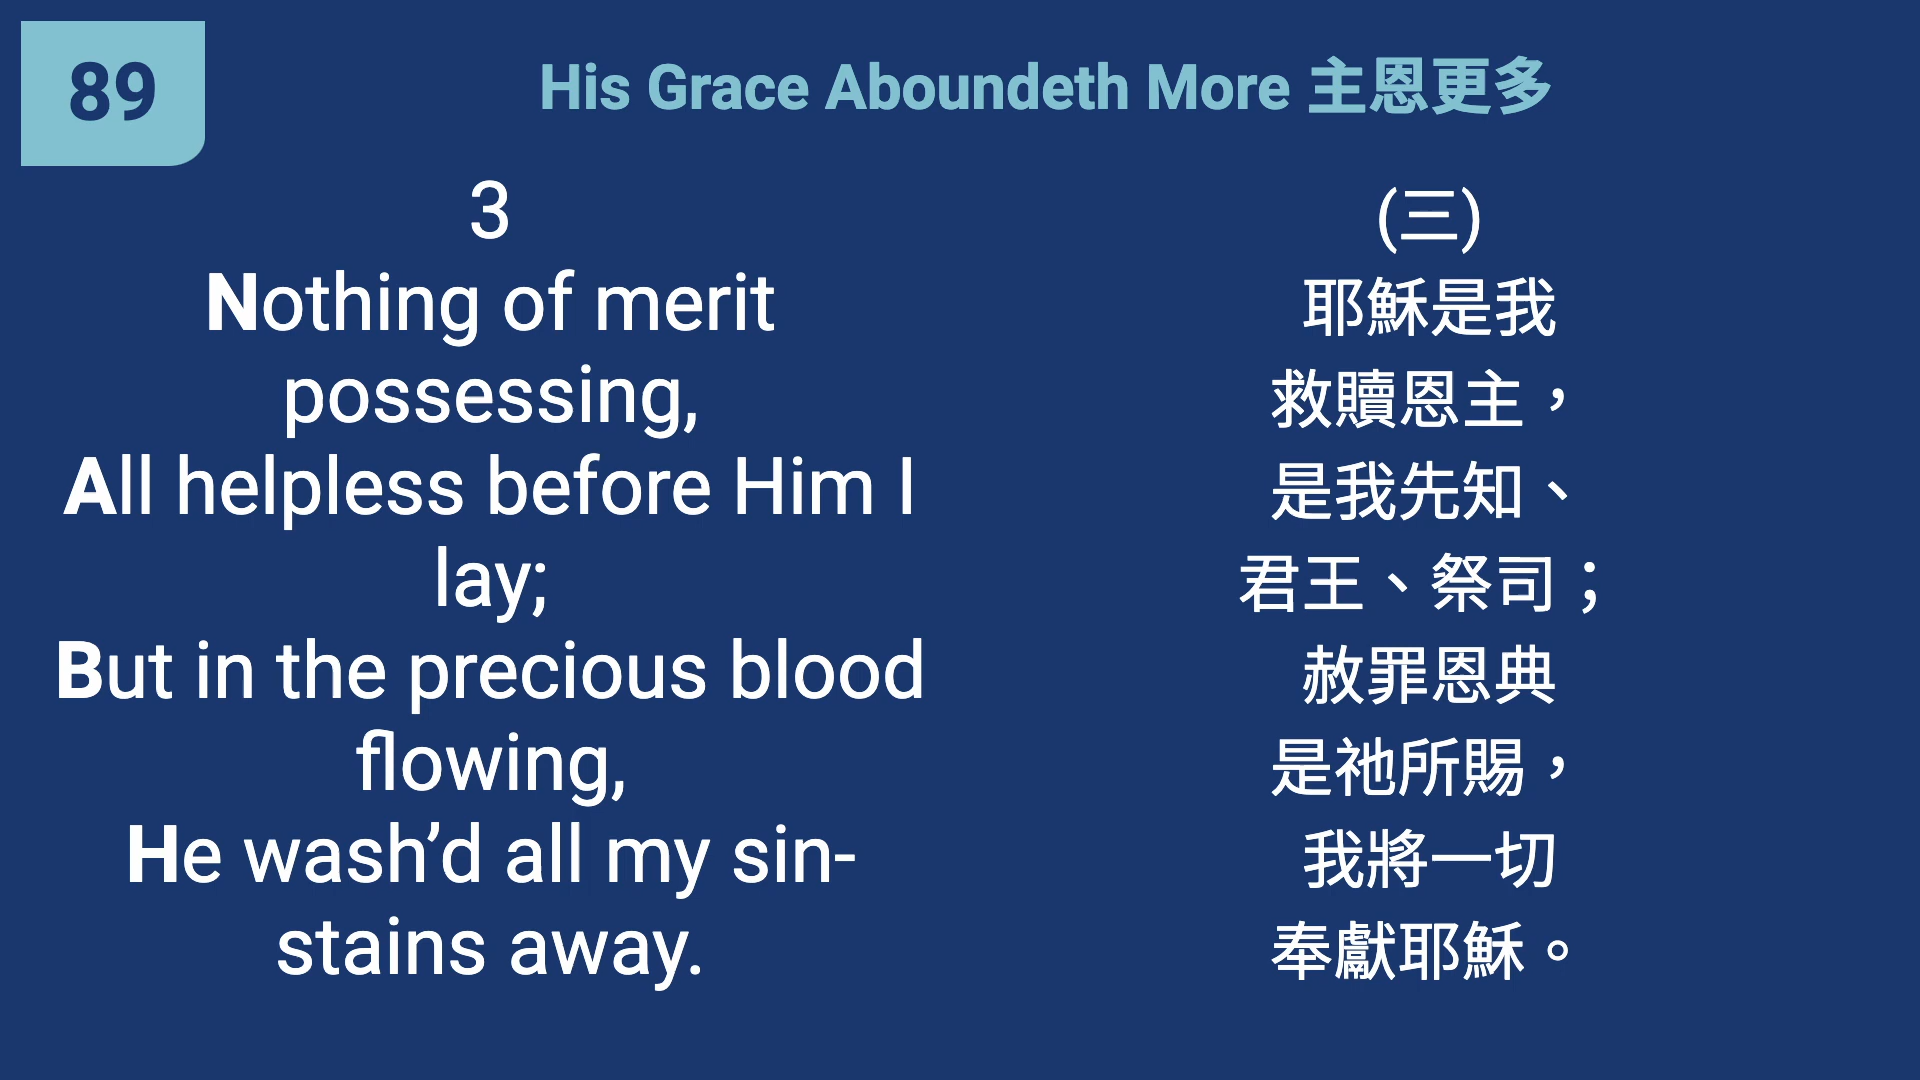 89
His Grace Aboundeth More 主恩更多
3
Nothing of merit
possessing,
All helpless before Him I
lay;
But in the precious blood
flowing,
He wash’d all my sin-
stains away.
(三)
耶穌是我
救贖恩主，
是我先知、
君王、祭司；
赦罪恩典
是祂所賜，
我將一切
奉獻耶穌。